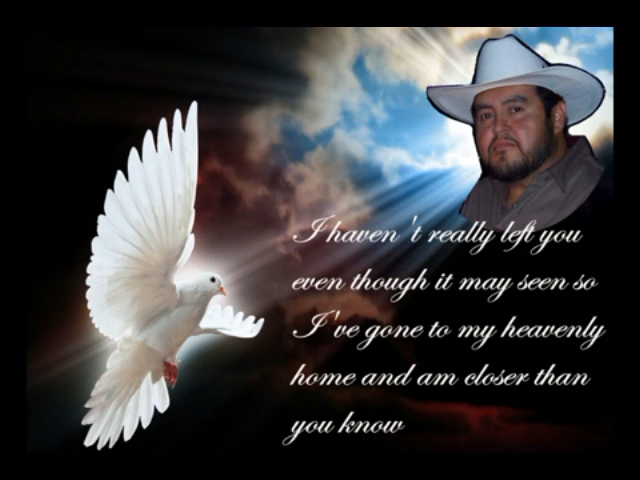 I haven't really left you
even though it may seen so
I've gone to my heavenly
home and am closer than
you know